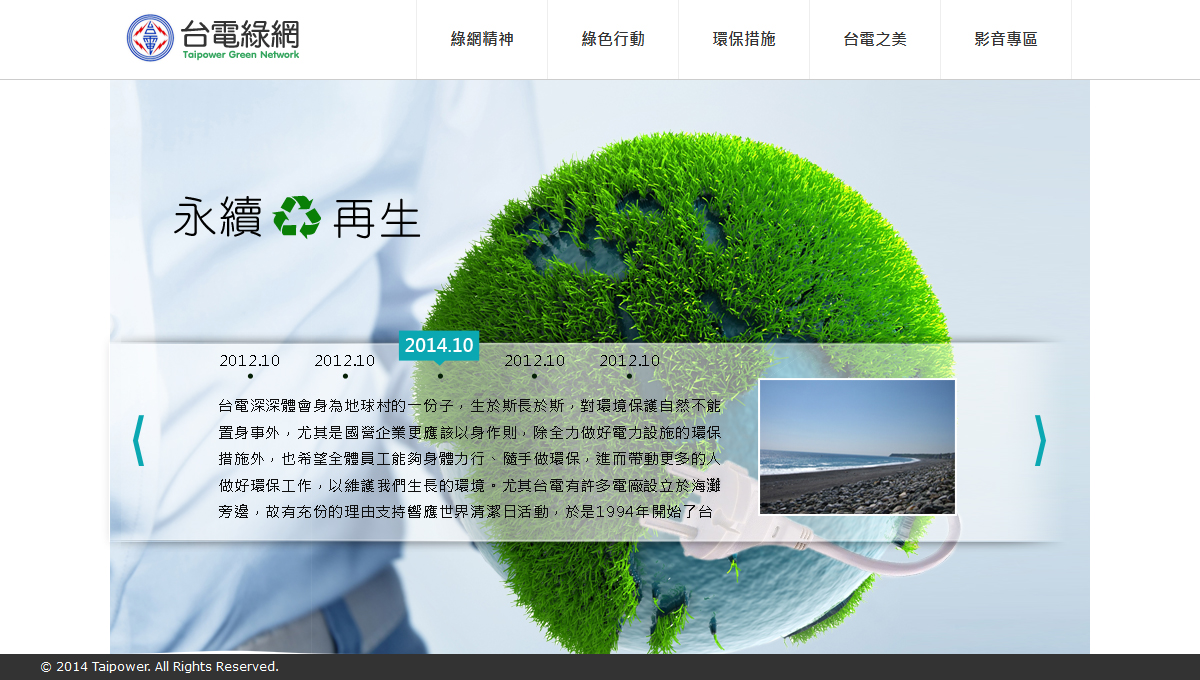 台電綠網
Taipower Green Network
綠網精神 綠色行動 環保措施 台電之美 影音專區
永續 再生
2012.10 2012.10 2014.10 2012.10 2012.10
台電深深體會身為地球村的一份子，生於斯長於斯，對環境保護自然不能
置身事外，尤其是國營企業更應該以身作則，除全力做好電力設施的環保
措施外，也希望全體員工能夠身體力行、隨手做環保，進而帶動更多的人
做好環保工作，以維護我們生長的環境。尤其台電有許多電廠設立於海灘
旁邊，故有充份的理由支持響應世界清潔日活動，於是1994年開始了台
© 2014 Taipower. All Rights Reserved.